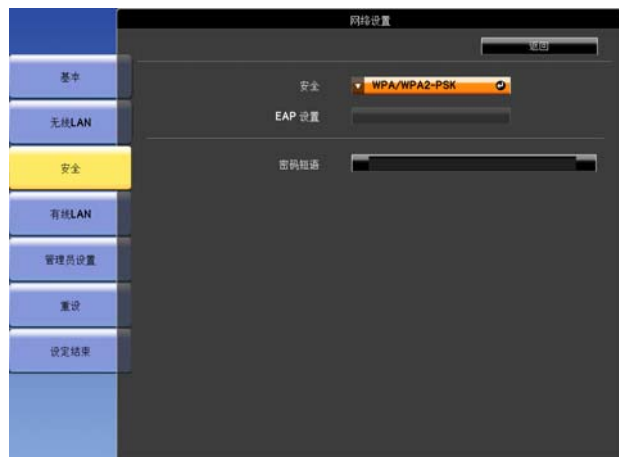 网络设置
返回
基本
无线LAN
安全
有线LAN
管理员设置
重设
设定结束
安全 WPA/WPA2-PSK
EAP 设置
密码短语